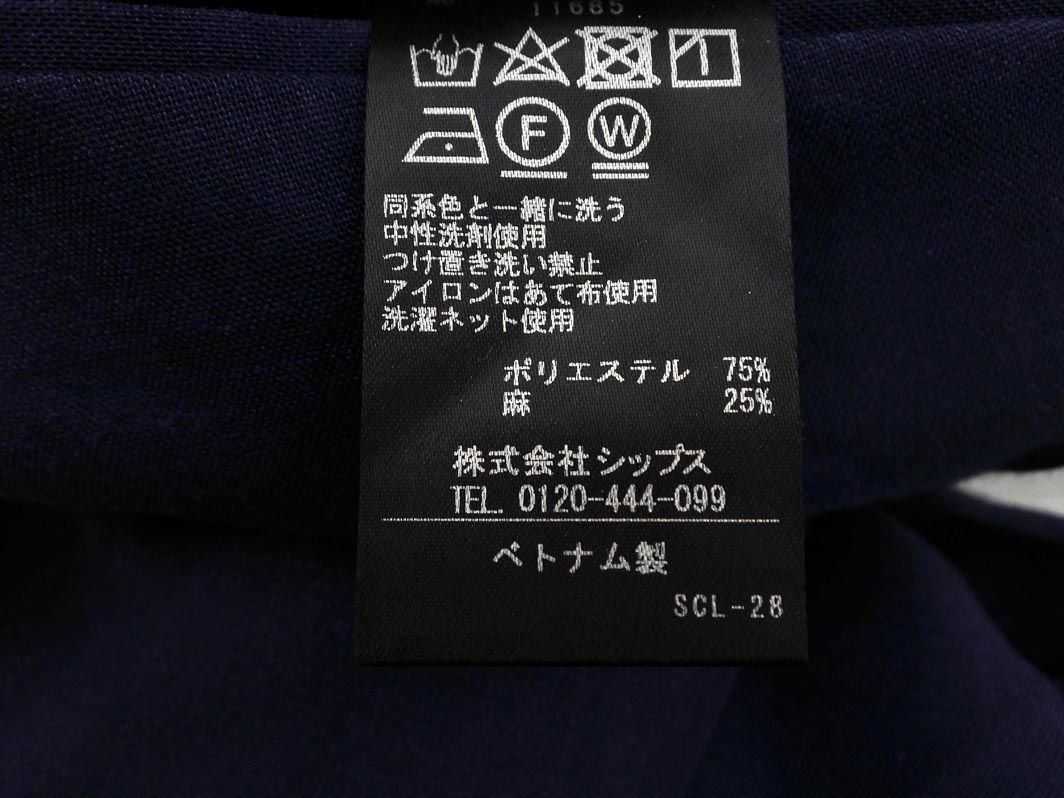 11685
F W
同系色と一緒に洗う
中性洗剤使用
つけ置き洗い禁止
アイロンはあて布使用
洗濯ネット使用
ポリエステル 75%
麻 25%
株式会社シップス
TEL. 0120-444-099
ベトナム製
SCL-28